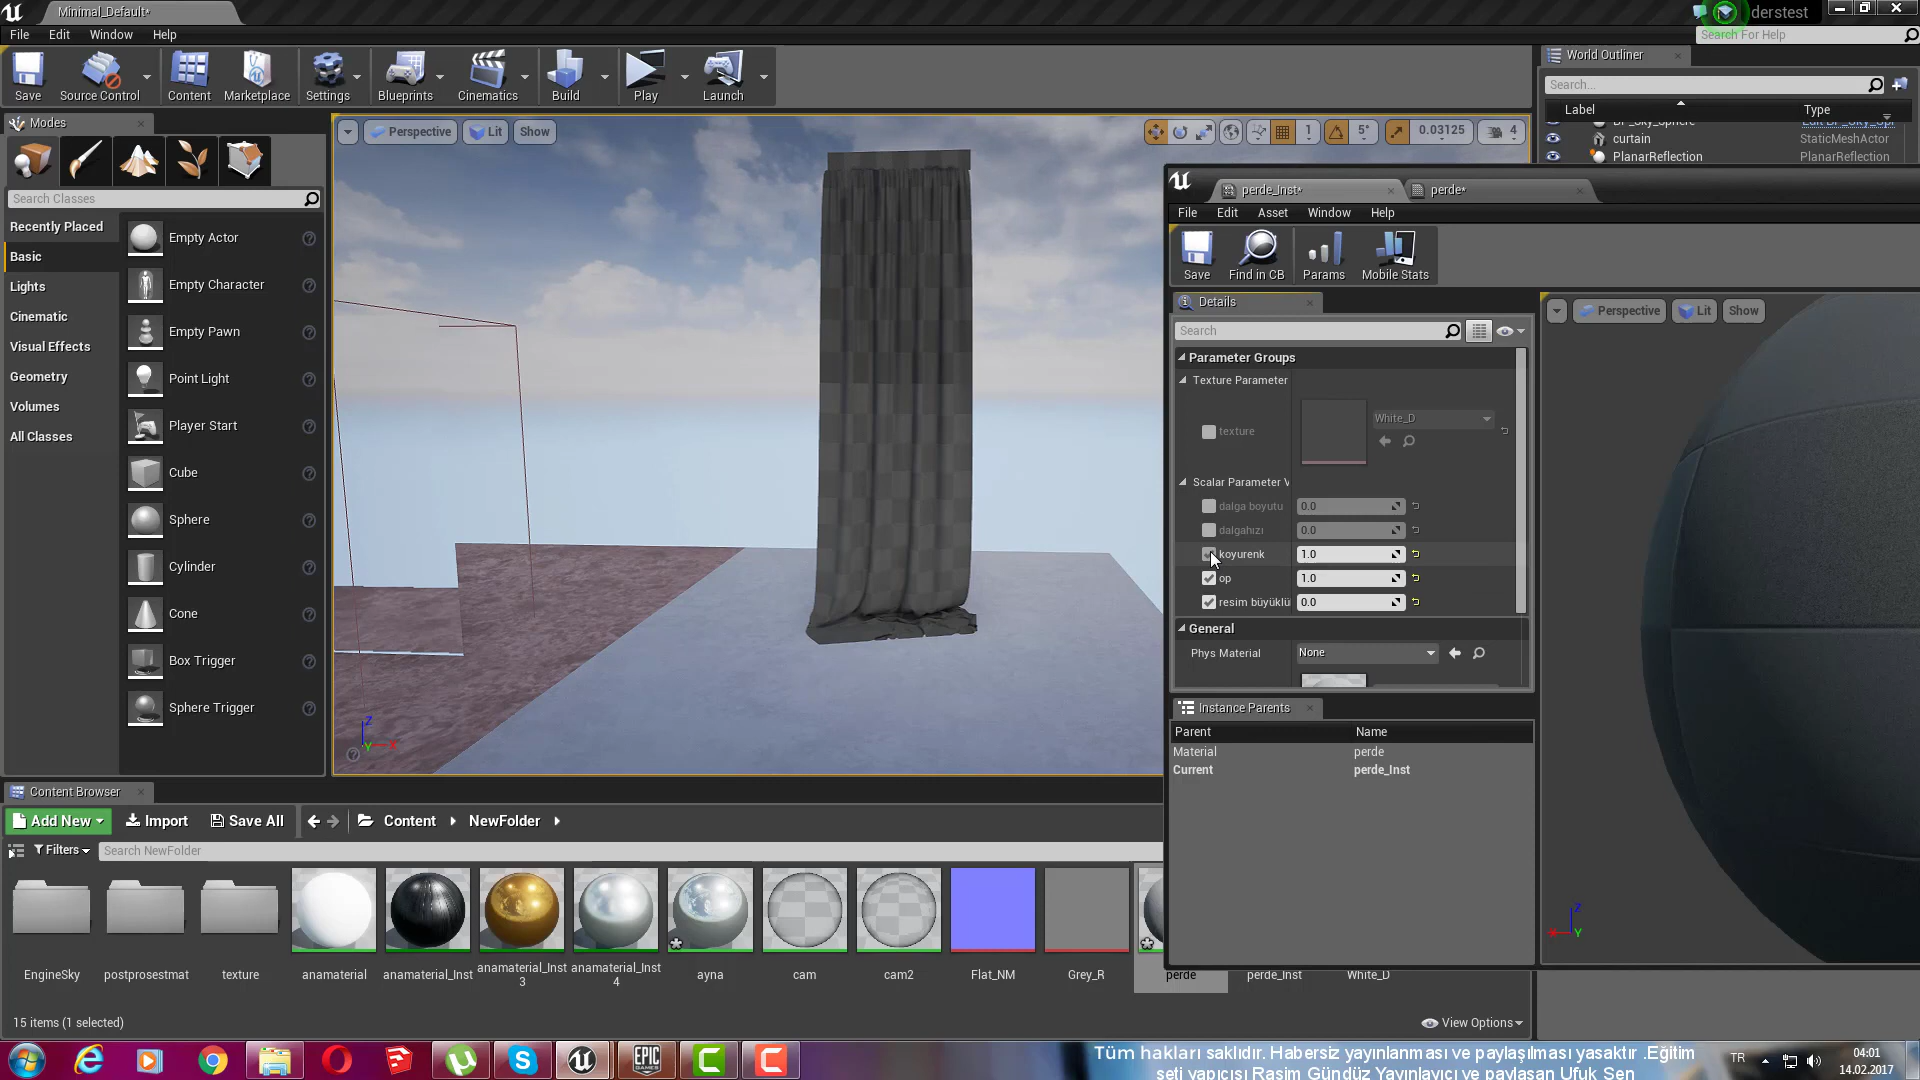 Minimal_Default*
derstest
File Edit Window Help
Search For Help
Save Source Control Content Marketplace Settings Blueprints Cinematics Build Play Launch
World Outliner
Search...
Label Type
curtain StaticMeshActor
PlanarReflection PlanarReflection
Modes
Perspective Lit Show
1 5° 0.03125 4
Search Classes
Recently Placed
Basic
Lights
Cinematic
Visual Effects
Geometry
Volumes
All Classes
Empty Actor
Empty Character
Empty Pawn
Point Light
Player Start
Cube
Sphere
Cylinder
Cone
Box Trigger
Sphere Trigger
Z
Y X
perde_Inst* perde*
File Edit Asset Window Help
Save Find in CB Params Mobile Stats
Details
Search
Parameter Groups
Texture Parameter
texture White_D
Scalar Parameter V
dalga boyutu 0.0
dalgahızı 0.0
koyurenk 1.0
op 1.0
resim büyüklü 0.0
General
Phys Material None
Instance Parents
Parent Name
Material perde
Current perde_Inst
Perspective Lit Show
Z
X Y
Content Browser
Add New Import Save All Content NewFolder
Filters Search NewFolder
EngineSky postprosestmat texture anamaterial anamaterial_Inst anamaterial_Inst3 anamaterial_Inst4 ayna cam cam2 Flat_NM Grey_R perde perde_Inst White_D
15 items (1 selected)
View Options
EPIC GAMES
Tüm hakları saklıdır. Habersiz yayınlanması ve paylaşılması yasaktır .Eğitim
seti yapıcısı Rasim Gündüz Yayınlayıcı ve paylaşan Ufuk Şen
TR
04:01
14.02.2017